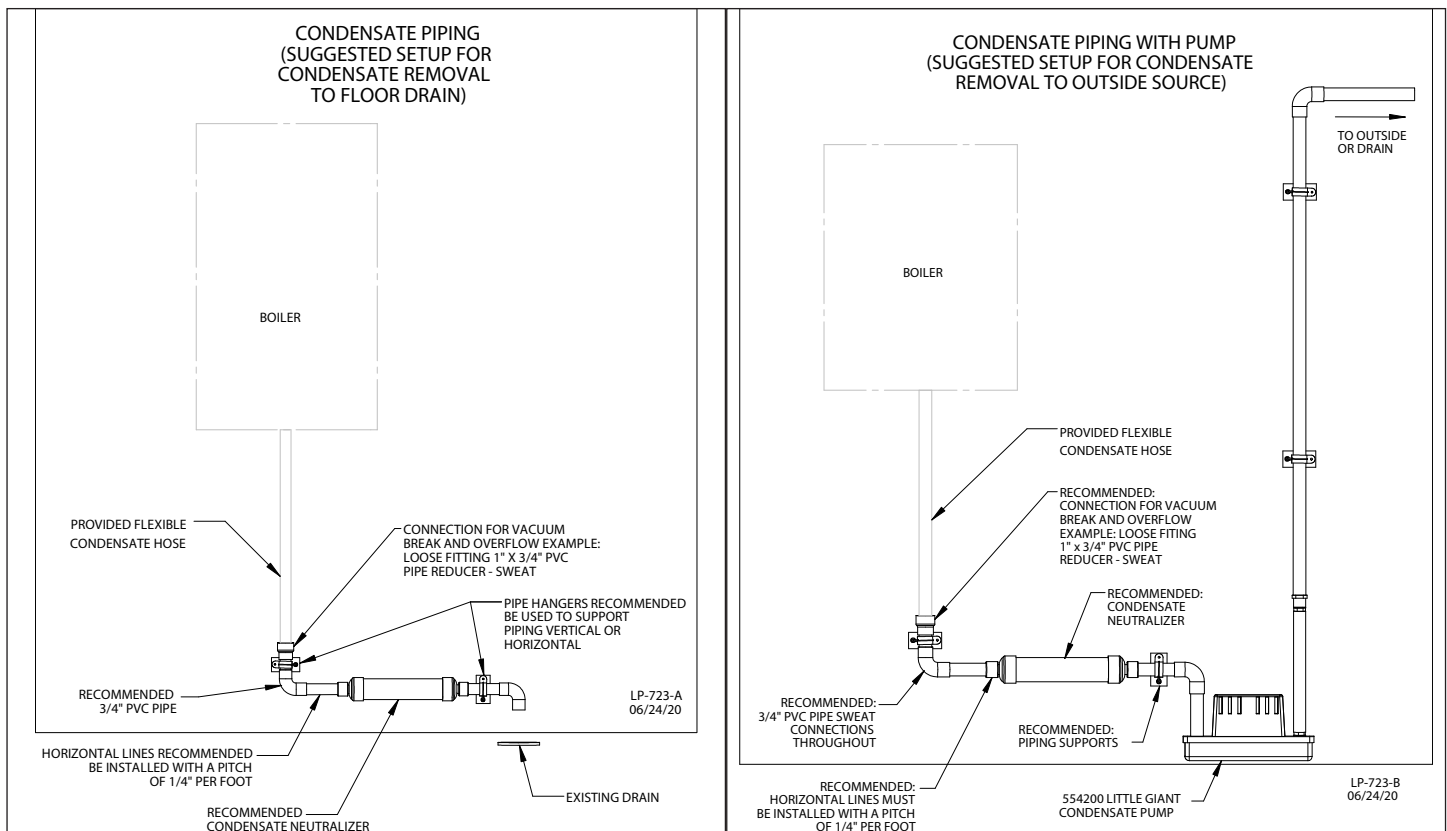 CONDENSATE PIPING
(SUGGESTED SETUP FOR
CONDENSATE REMOVAL
TO FLOOR DRAIN)
BOILER
PROVIDED FLEXIBLE
CONDENSATE HOSE
CONNECTION FOR VACUUM
BREAK AND OVERFLOW EXAMPLE:
LOOSE FITTING 1" X 3/4" PVC
PIPE REDUCER - SWEAT
PIPE HANGERS RECOMMENDED
BE USED TO SUPPORT
PIPING VERTICAL OR
HORIZONTAL
RECOMMENDED
3/4" PVC PIPE
LP-723-A
06/24/20
HORIZONTAL LINES RECOMMENDED
BE INSTALLED WITH A PITCH
OF 1/4" PER FOOT
EXISTING DRAIN
RECOMMENDED
CONDENSATE NEUTRALIZER
CONDENSATE PIPING WITH PUMP
(SUGGESTED SETUP FOR CONDENSATE
REMOVAL TO OUTSIDE SOURCE)
TO OUTSIDE
OR DRAIN
BOILER
PROVIDED FLEXIBLE
CONDENSATE HOSE
RECOMMENDED:
CONNECTION FOR VACUUM
BREAK AND OVERFLOW
EXAMPLE: LOOSE FITING
1" x 3/4" PVC PIPE
REDUCER - SWEAT
RECOMMENDED:
CONDENSATE
NEUTRALIZER
RECOMMENDED:
3/4" PVC PIPE SWEAT
CONNECTIONS
THROUGHOUT
RECOMMENDED:
PIPING SUPPORTS
RECOMMENDED:
HORIZONTAL LINES MUST
BE INSTALLED WITH A PITCH
OF 1/4" PER FOOT
554200 LITTLE GIANT
CONDENSATE PUMP
LP-723-B
06/24/20